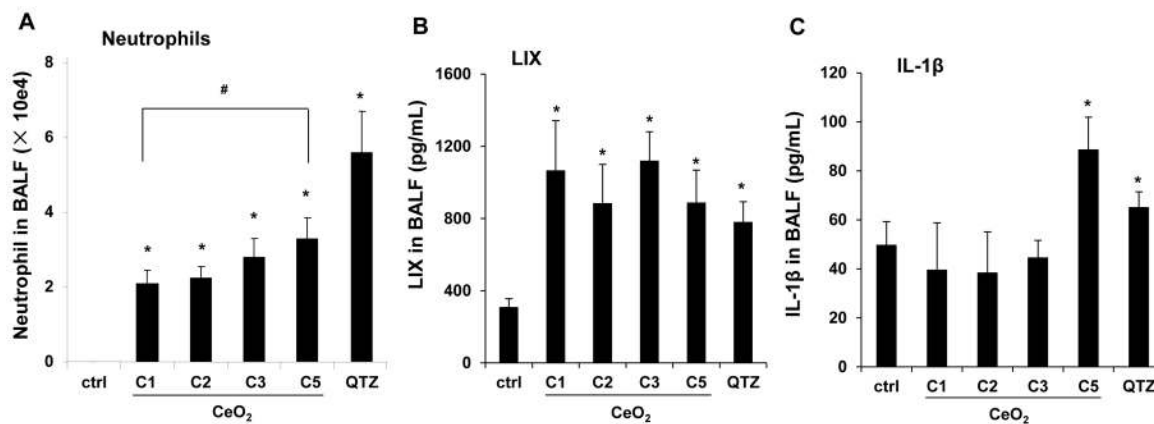 A
Neutrophils
Neutrophil in BALF (× 10e4)
8
6
4
2
0
#
*
*
*
*
*
ctrl C1 C2 C3 C5 QTZ
CeO₂
B
LIX
LIX in BALF (pg/mL)
1600
1200
800
400
0
*
*
*
*
*
ctrl C1 C2 C3 C5 QTZ
CeO₂
C
IL-1β
IL-1β in BALF (pg/mL)
120
100
80
60
40
20
0
*
*
ctrl C1 C2 C3 C5 QTZ
CeO₂